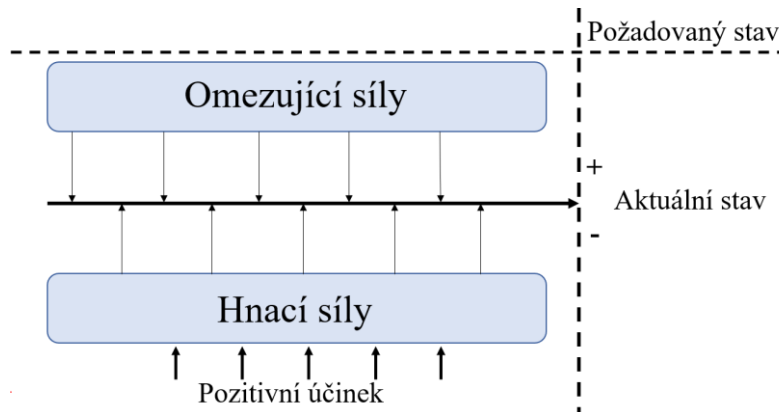 Požadovaný stav
Omezující síly
+
Aktuální stav
-
Hnací síly
Pozitivní účinek